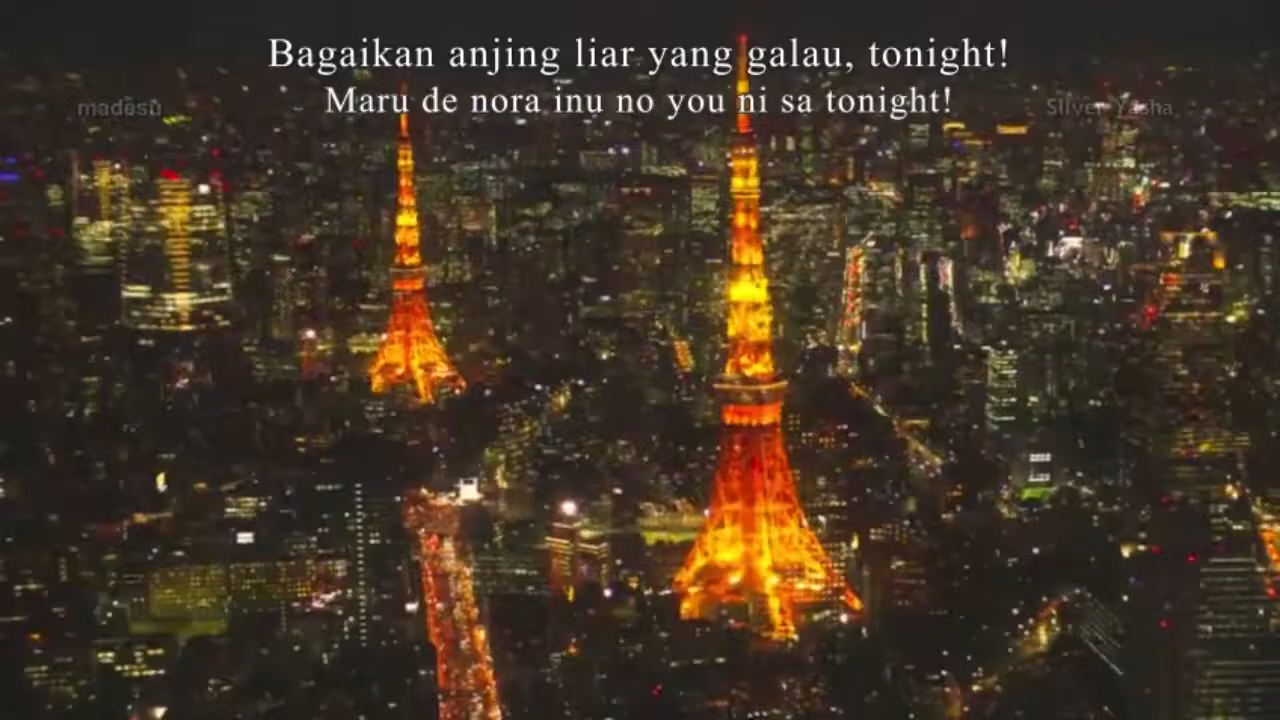 Bagaikan anjing liar yang galau, tonight!
Maru de nora inu no you ni sa tonight!
madesu
Silver Yasha